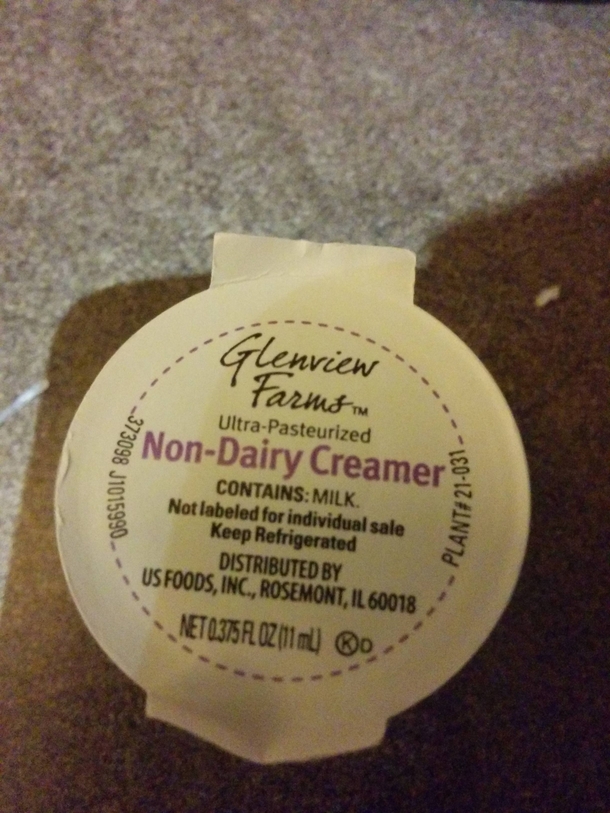 Glenview
Farms™
Ultra-Pasteurized
Non-Dairy Creamer
CONTAINS: MILK.
Not labeled for individual sale
Keep Refrigerated
DISTRIBUTED BY
US FOODS, INC., ROSEMONT, IL 60018
NET 0.375 FL OZ (11 mL) K D
373098 J1015990
PLANT# 21-031